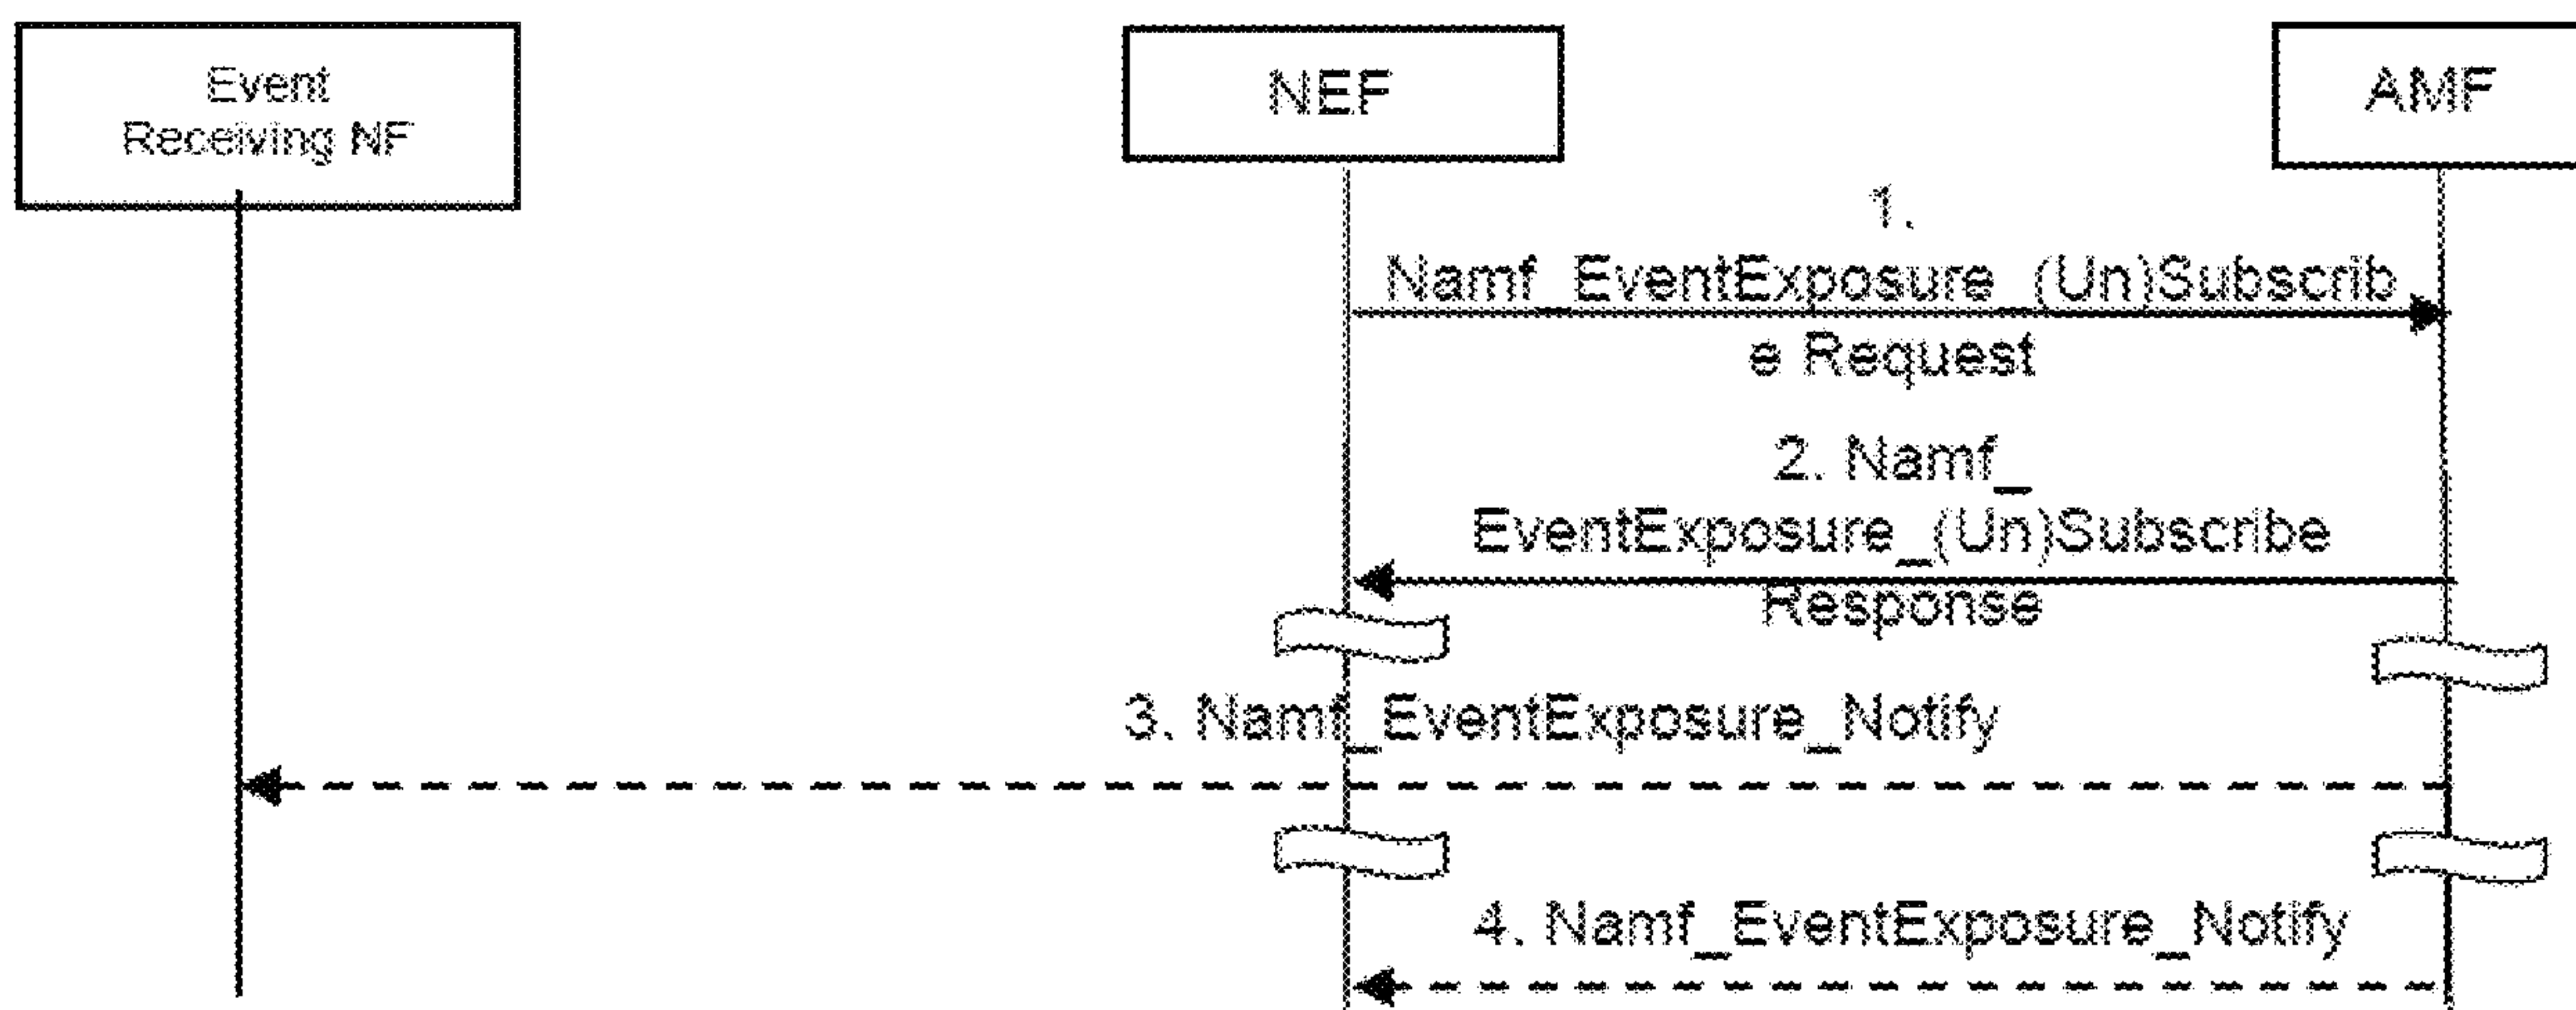 Event
Receiving NF
NEF
AMF
1.
Namf_EventExposure_(Un)Subscrib
e Request
2. Namf_
EventExposure_(Un)Subscribe
Response
3. Namf_EventExposure_Notify
4. Namf_EventExposure_Notify